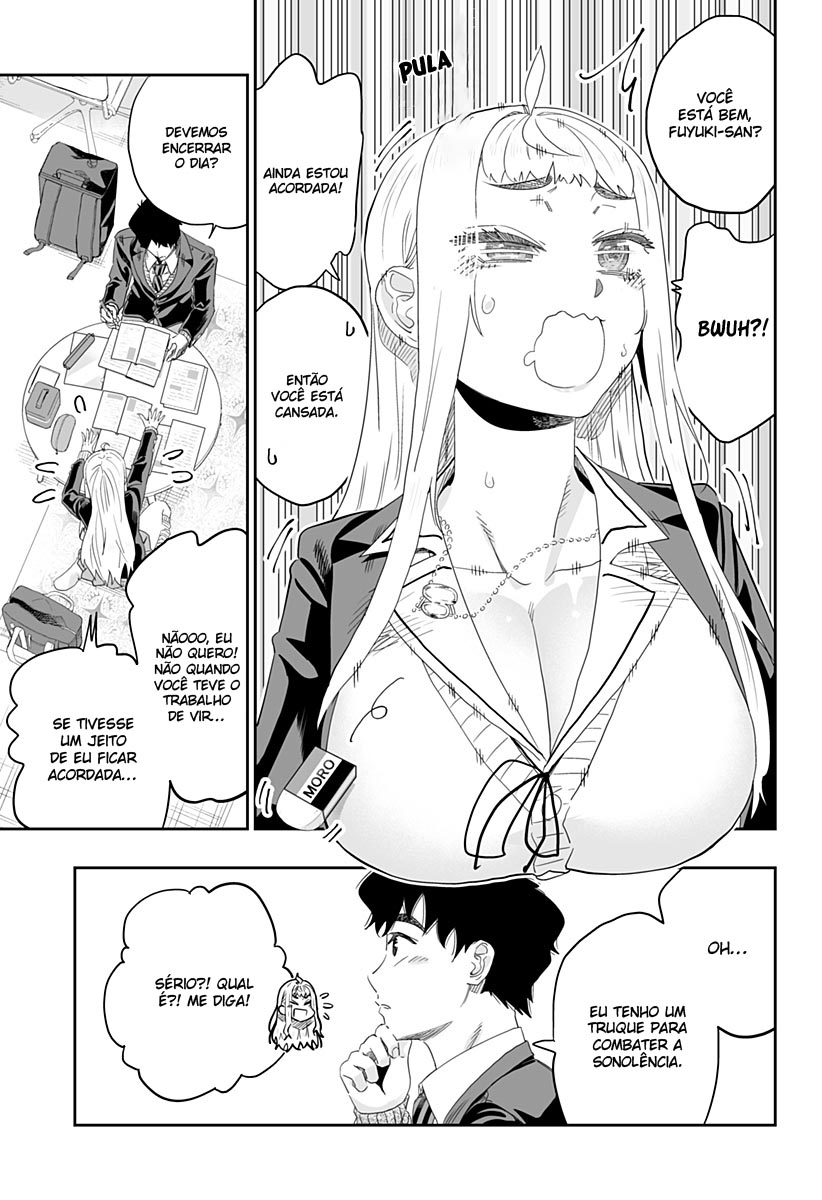 VOCÊ
ESTÁ BEM,
FUYUKI-SAN?
PULA
BWUH?!
AINDA ESTOU
ACORDADA!
ENTÃO
VOCÊ ESTÁ
CANSADA.
MORO
DEVEMOS
ENCERRAR
O DIA?
NÃOOO, EU
NÃO QUERO!
NÃO QUANDO
VOCÊ TEVE O
TRABALHO
DE VIR...
SE TIVESSE
UM JEITO
DE EU FICAR
ACORDADA...
OH...
EU TENHO UM
TRUQUE PARA
COMBATER A
SONOLÊNCIA.
SÉRIO?! QUAL
É?! ME DIGA!